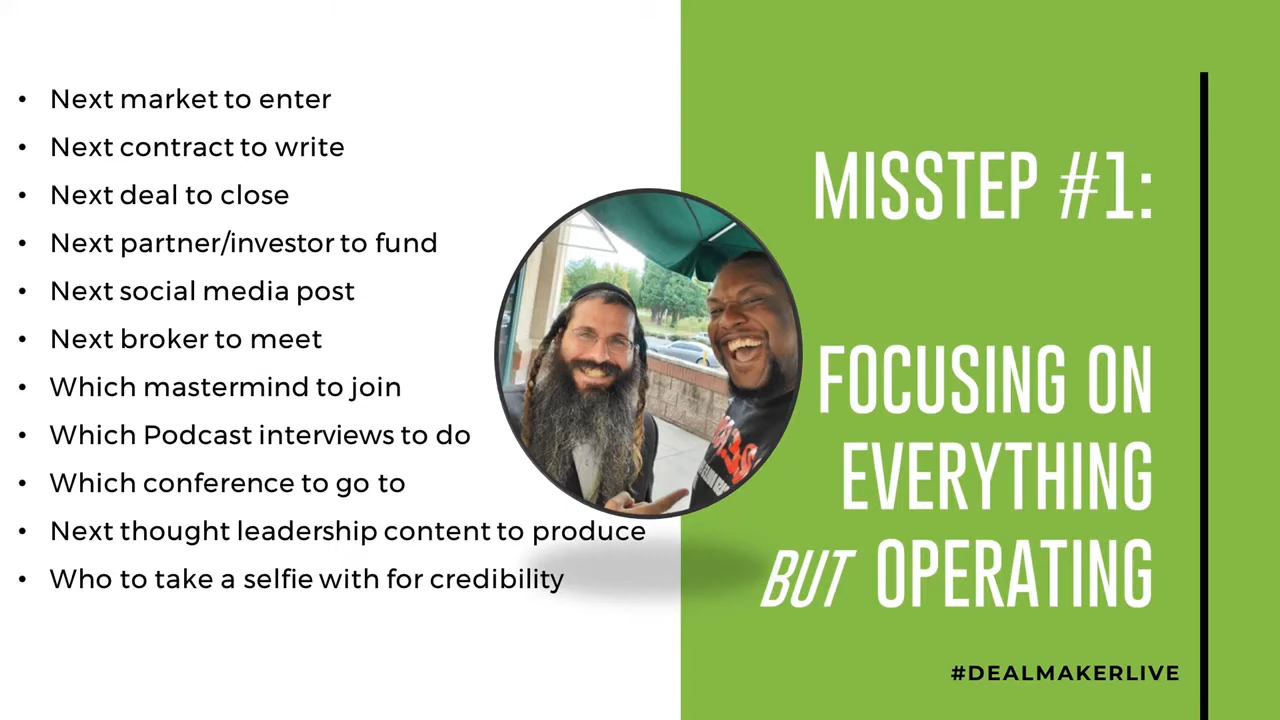 Next market to enter
Next contract to write
Next deal to close
Next partner/investor to fund
Next social media post
Next broker to meet
Which mastermind to join
Which Podcast interviews to do
Which conference to go to
Next thought leadership content to produce
Who to take a selfie with for credibility
MISSTEP #1:
FOCUSING ON
EVERYTHING
BUT OPERATING
#DEALMAKERLIVE